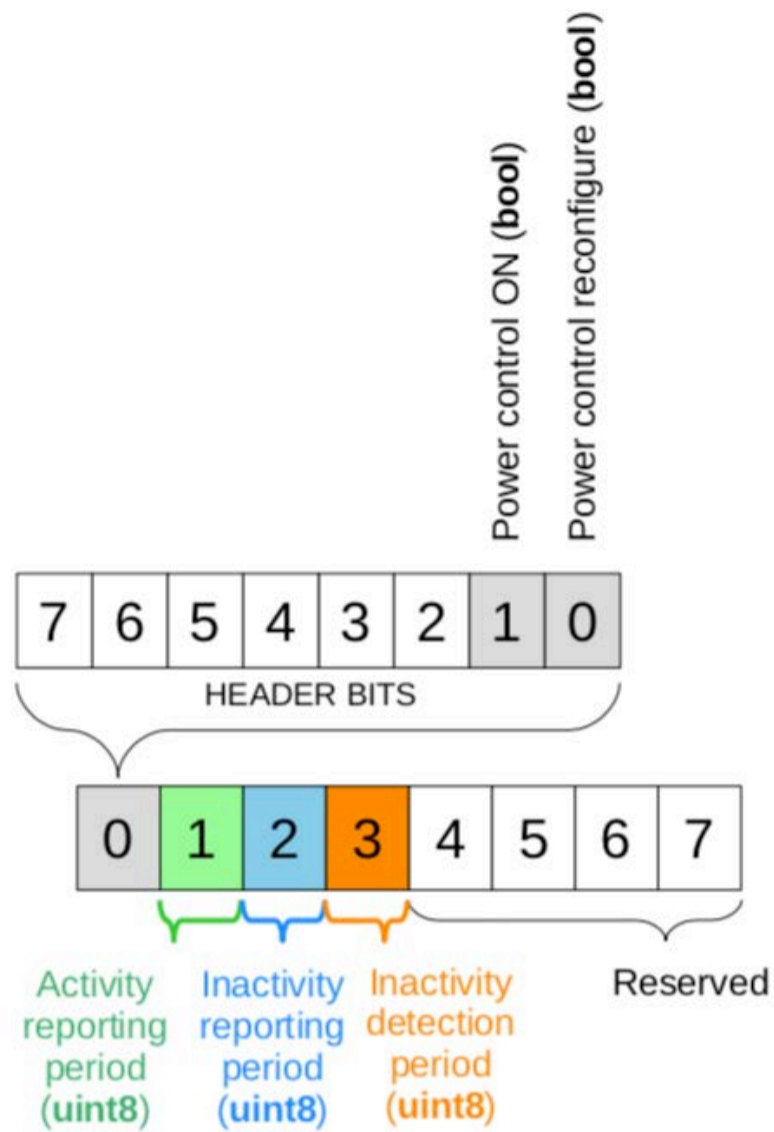 Power control ON (bool)
Power control reconfigure (bool)
7 6 5 4 3 2 1 0
HEADER BITS
0 1 2 3 4 5 6 7
Activity
reporting
period
(uint8)
Inactivity
reporting
period
(uint8)
Inactivity
detection
period
(uint8)
Reserved